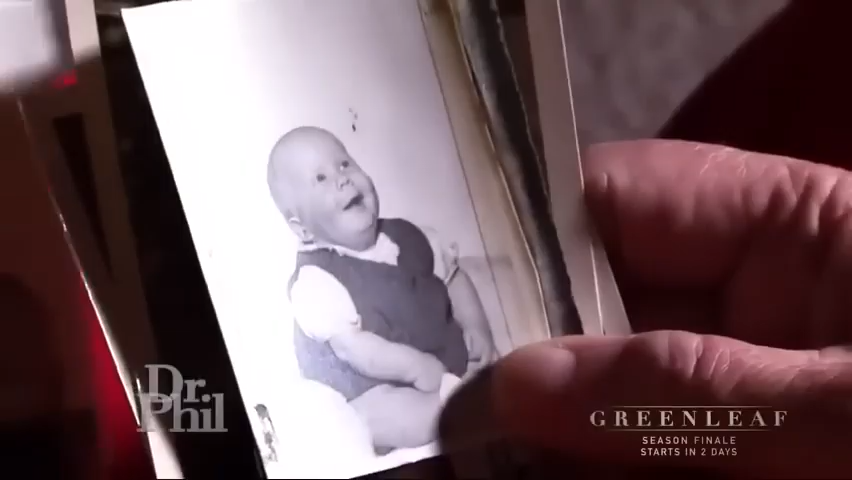 Dr.
Phil
GREENLEAF
SEASON FINALE
STARTS IN 2 DAYS